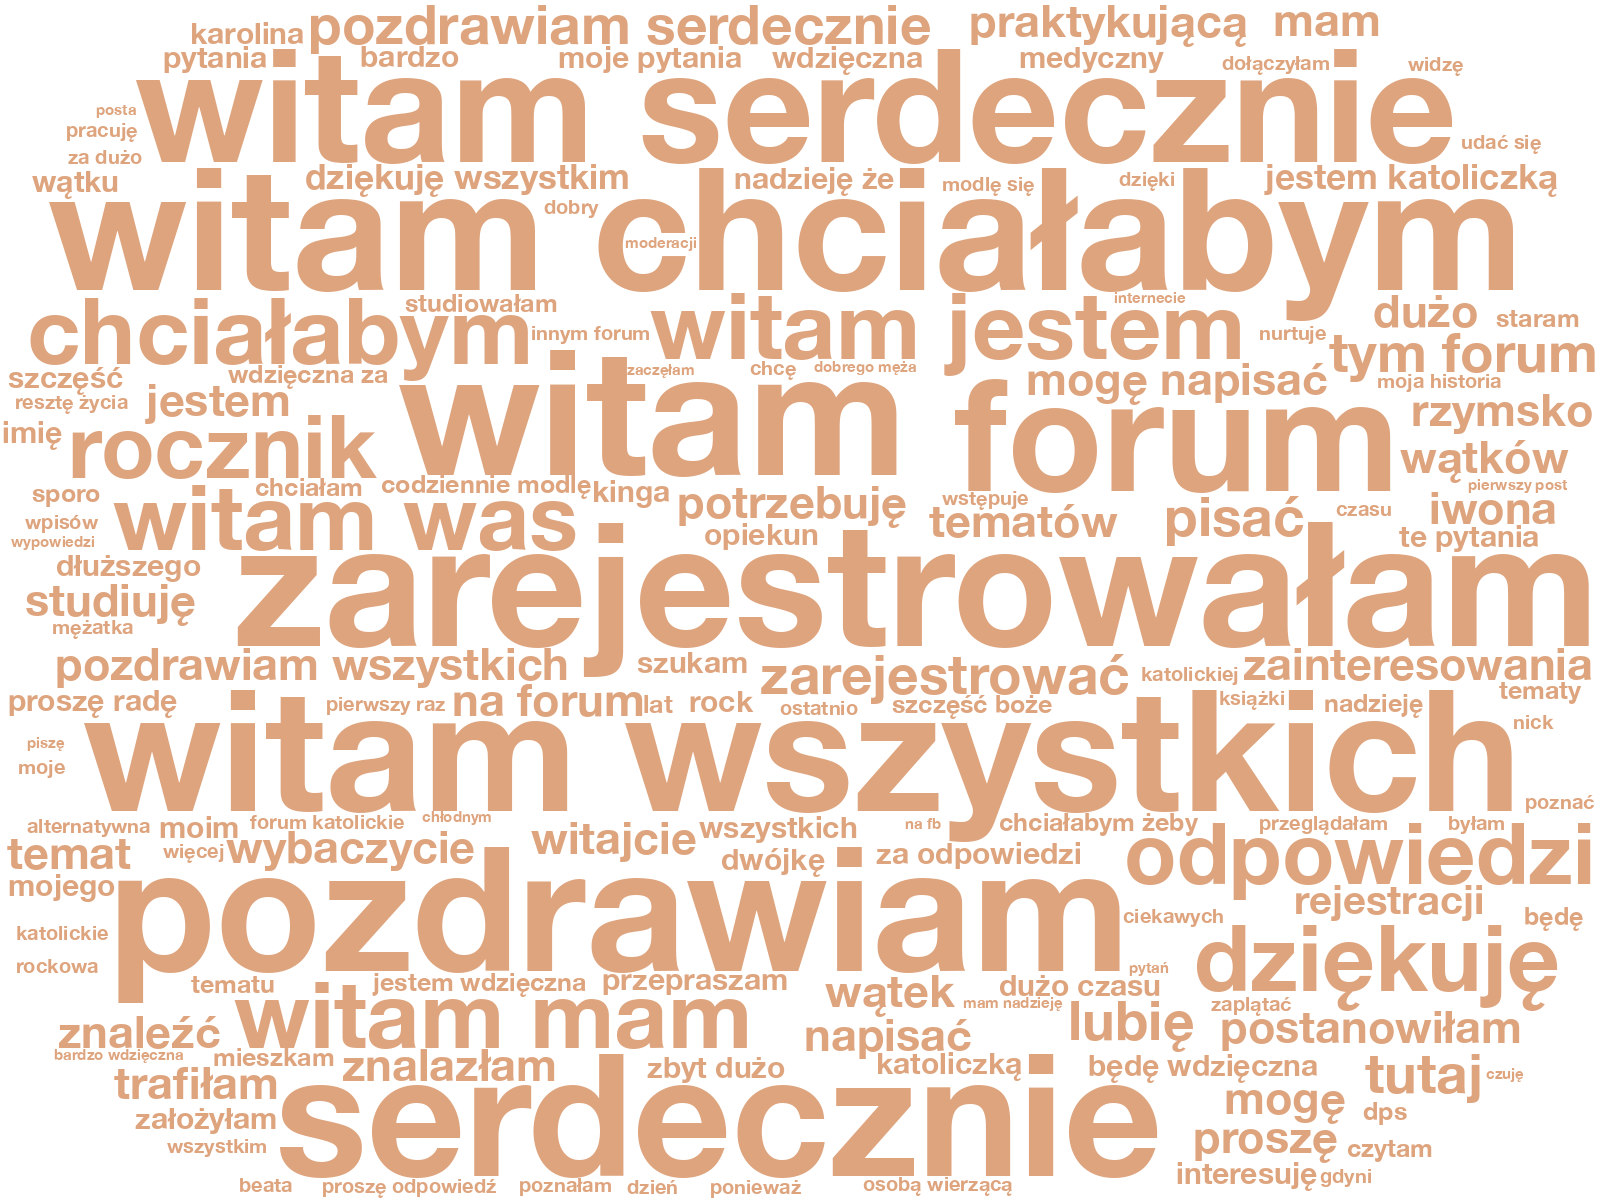 karolina pozdrawiam serdecznie praktykującą mam
pytania bardzo moje pytania wdzięczna medyczny dołączyłam widzę
witam serdecznie
posta
pracuję
za dużo udać się
wątku dziękuję wszystkim nadzieję że modlę się dzięki jestem katoliczką
witam chciałabym
dobry
moderacji
chciałabym studiowałam witam jestem internecie dużo staram
innym forum nurtuje tym forum
szczęść wdzięczna za zaczęłam chcę dobrego męża mogę napisać moja historia
resztę życia jestem witam forum rzymsko
imię rocznik wątków
sporo chciałam codziennie modlę kinga potrzebuję wstępuje pierwszy post
wpisów witam was opiekun tematów pisać czasu iwona
wypowiedzi te pytania
dłuższego zarejestrowałam
studiuję
mężatka
pozdrawiam wszystkich szukam zarejestrować katolickiej zainteresowania
proszę radę pierwszy raz na forum lat rock ostatnio szczęść boże książki nadzieję tematy
witam wszystkich nick
piszę
moje
poznać
alternatywna moim forum katolickie chłodnym witajcie wszystkich na fb chciałabym żeby przeglądałam byłam
temat więcej wybaczycie dwójkę za odpowiedzi odpowiedzi
mojego pozdrawiam rejestracji
ciekawych będę
katolickie dziękuję
rockowa
tematu jestem wdzięczna przepraszam wątek pytań dużo czasu
mam nadzieję zaplątać
znaleźć witam mam napisać lubię postanowiłam
bardzo wdzięczna mieszkam znalazłam zbyt dużo katoliczką będę wdzięczna tutaj czuję
trafiłam serdecznie mogę dps
założyłam
wszystkim proszę czytam
interesuję gdyni
beata proszę odpowiedź poznałam dzień ponieważ osobą wierzącą